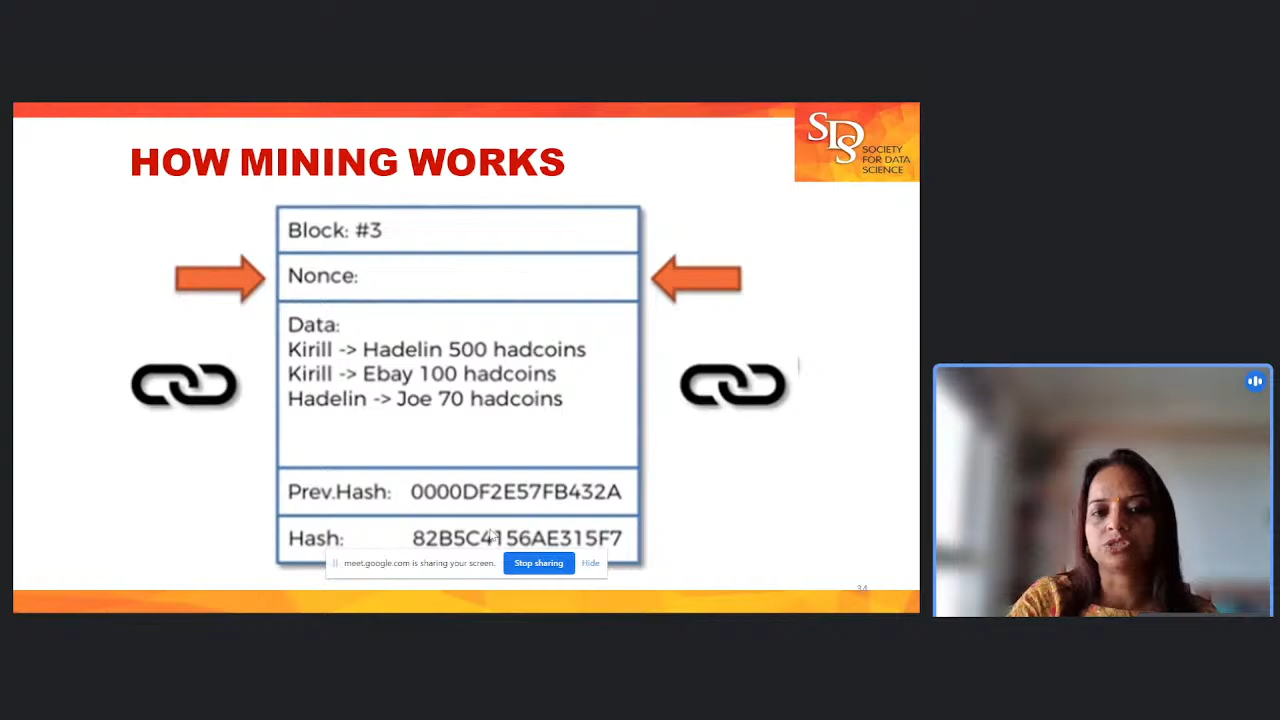 HOW MINING WORKS
SDS
SOCIETY
FOR DATA
SCIENCE
Block: #3
Nonce:
Data:
Kirill -> Hadelin 500 hadcoins
Kirill -> Ebay 100 hadcoins
Hadelin -> Joe 70 hadcoins
Prev.Hash: 0000DF2E57FB432A
Hash: 82B5C4156AE315F7
meet.google.com is sharing your screen. Stop sharing Hide
34